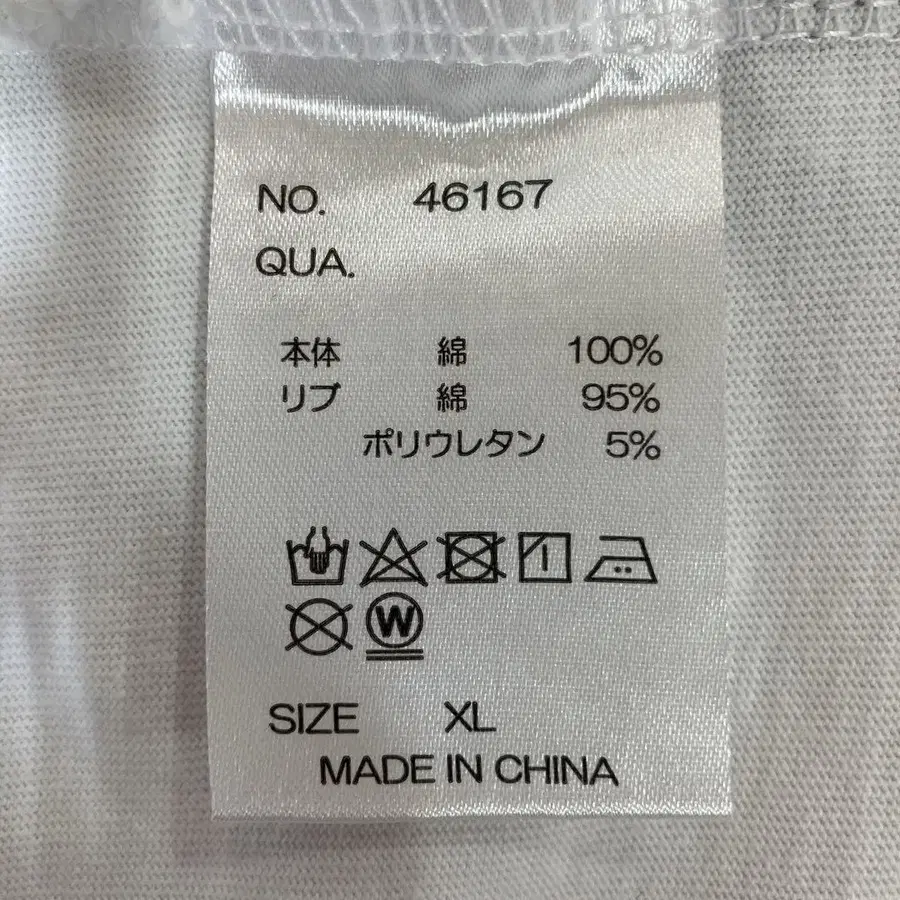 NO. 46167
QUA.
本体 綿 100%
リブ 綿 95%
ポリウレタン 5%
W
SIZE XL
MADE IN CHINA